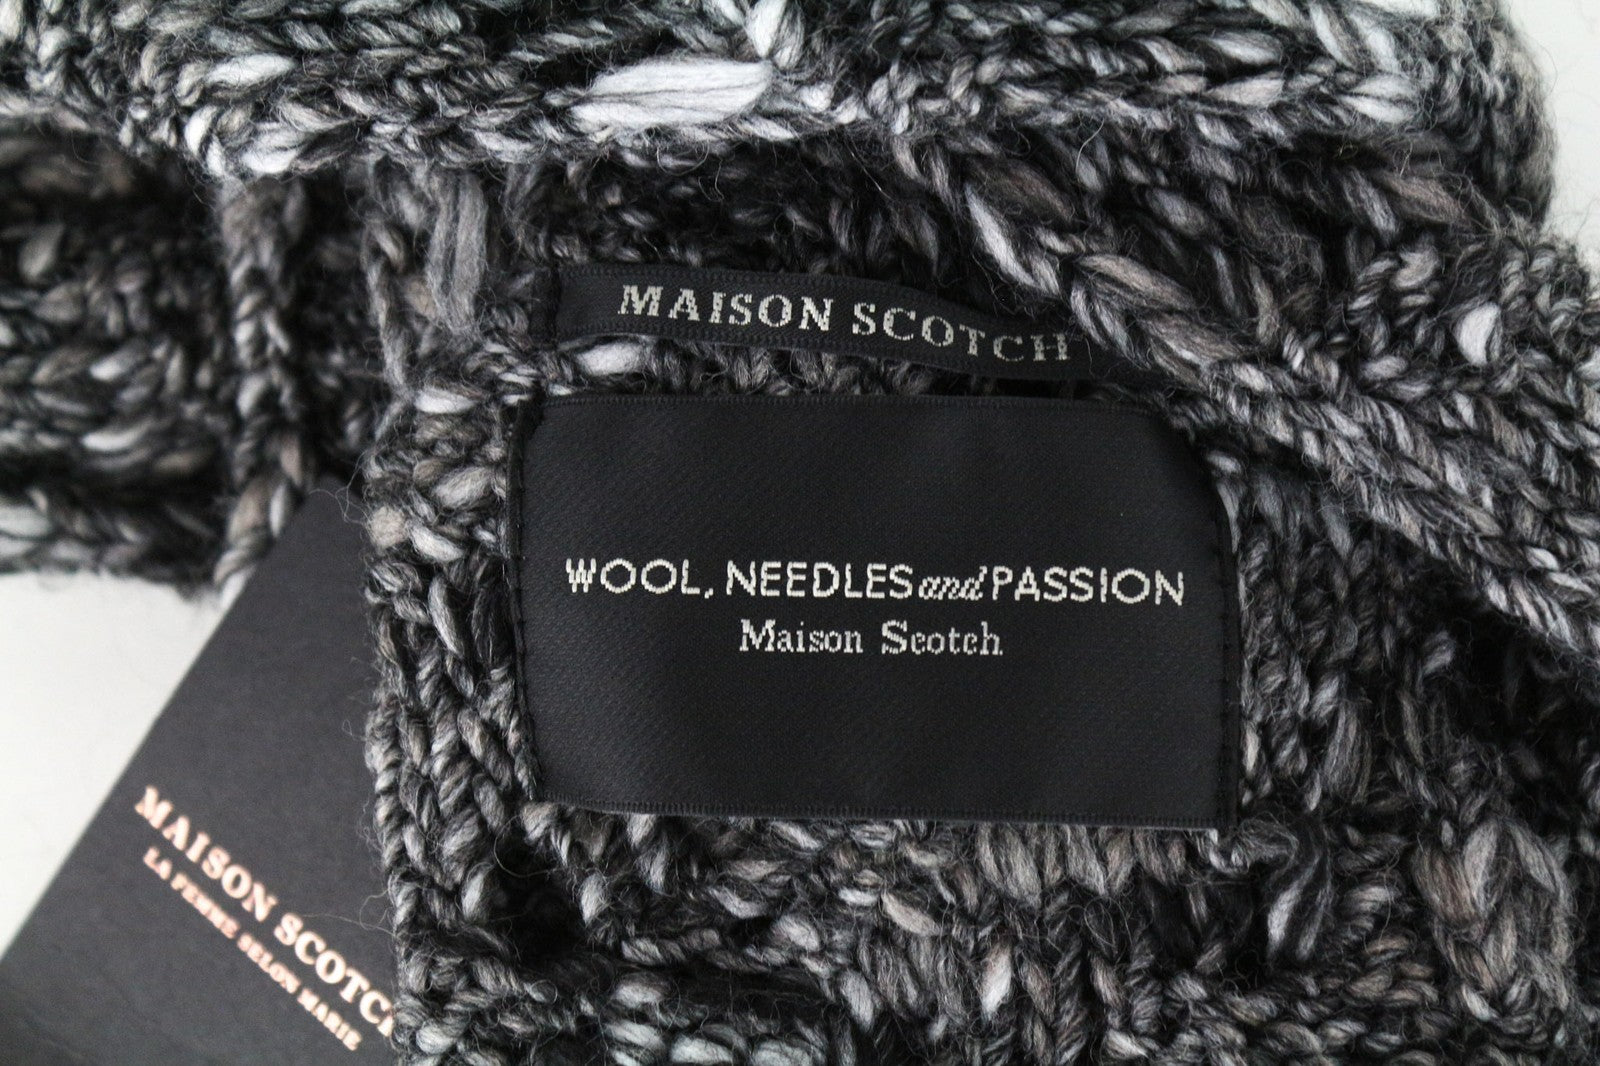 MAISON SCOTCH
WOOL, NEEDLES and PASSION
Maison Scotch
MAISON SCOTCH
LA FEMME SELON MARIE